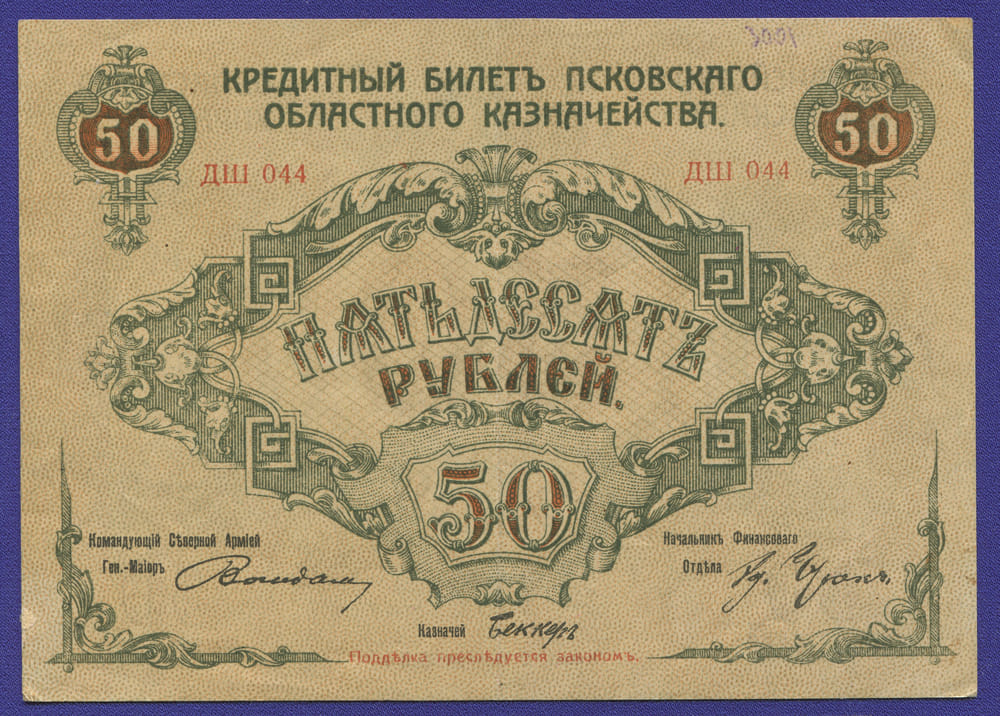 КРЕДИТНЫЙ БИЛЕТЪ ПСКОВСКАГО
ОБЛАСТНОГО КАЗНАЧЕЙСТВА.
50
50
ДШ 044
ДШ 044
ПЯТЬДЕСЯТЪ
РУБЛЕЙ.
50
Командующій Сѣверной Арміей
Ген.-Маіоръ
Начальникъ Финансоваго
Отдѣла
Казначей Беккеръ
Поддѣлка преслѣдуется закономъ.